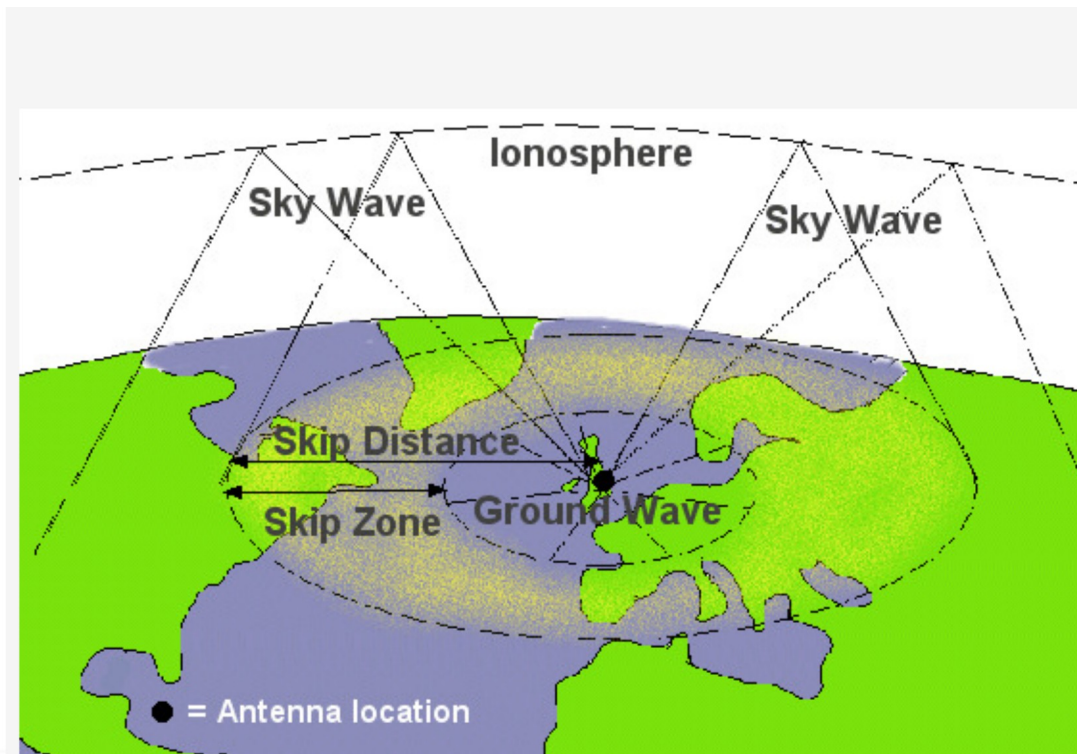 Ionosphere
Sky Wave
Sky Wave
Skip Distance
Skip Zone
Ground Wave
= Antenna location